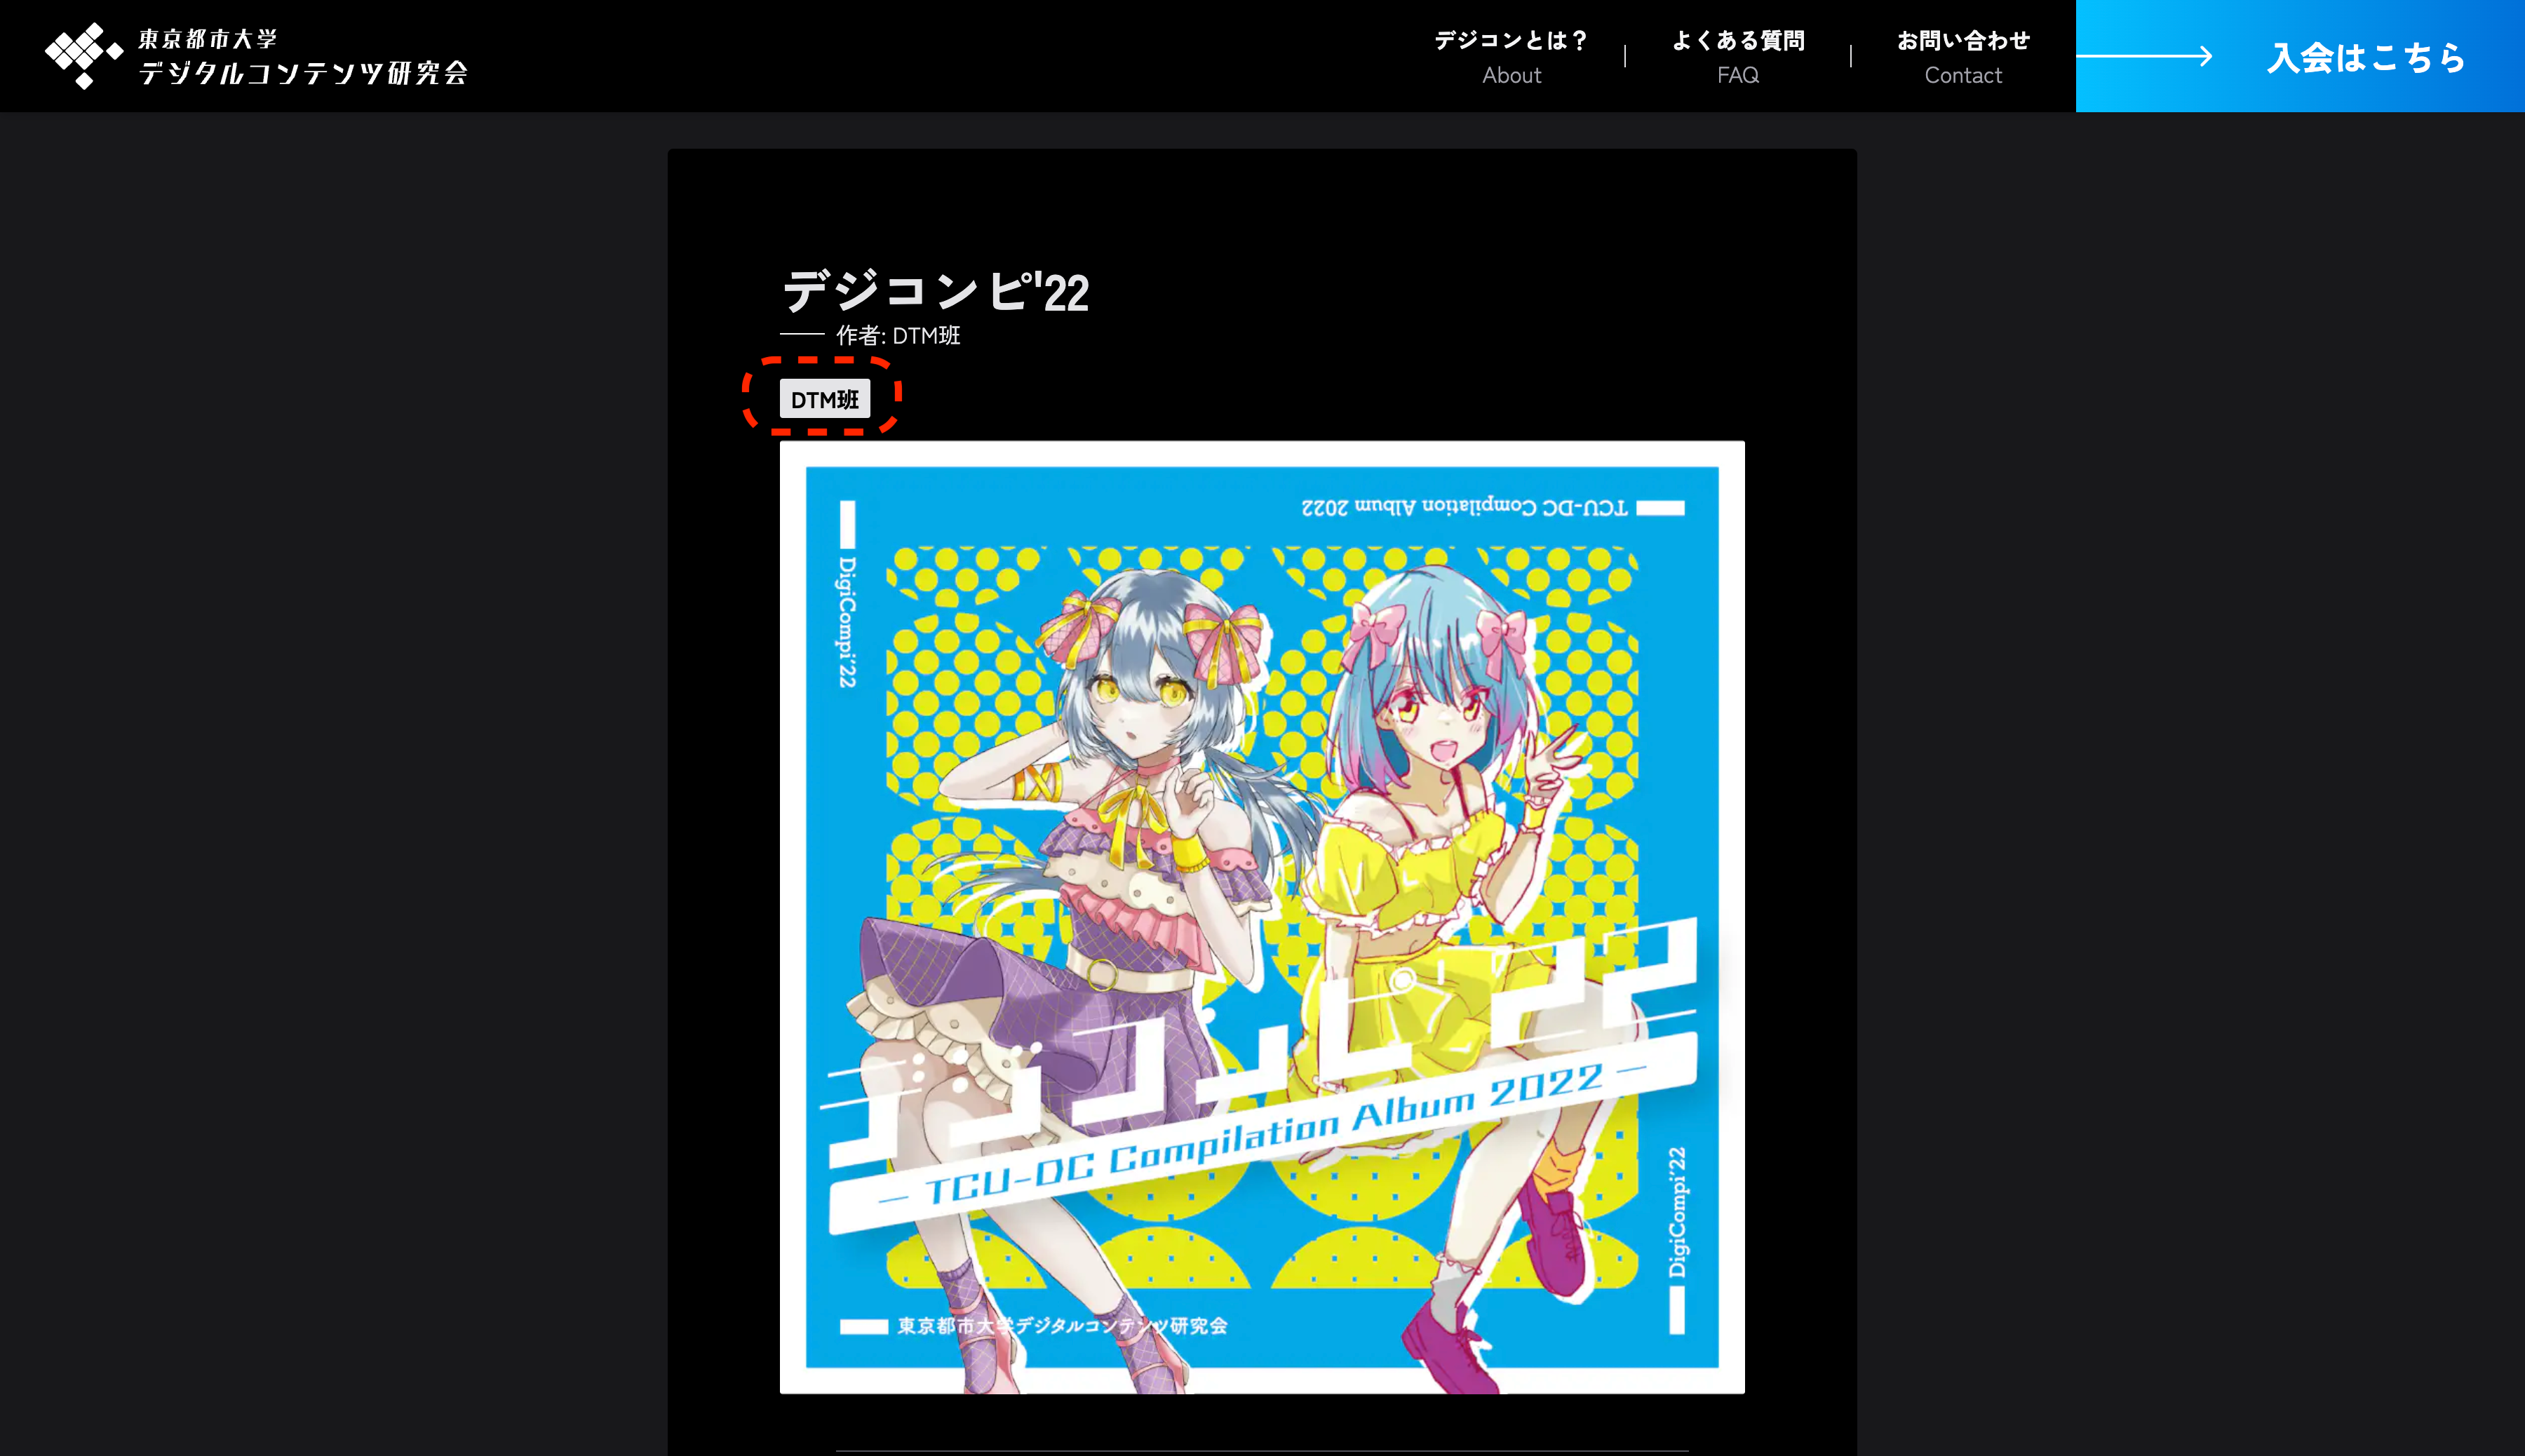 東京都市大学
デジタルコンテンツ研究会
デジコンとは？
About
よくある質問
FAQ
お問い合わせ
Contact
入会はこちら
デジコンピ'22
作者: DTM班
DTM班
TCU-DC Compilation Album 2022
DigiCompi'22
デジコンピ'22
— TCU-DC Compilation Album 2022 —
DigiCompi'22
東京都市大学デジタルコンテンツ研究会